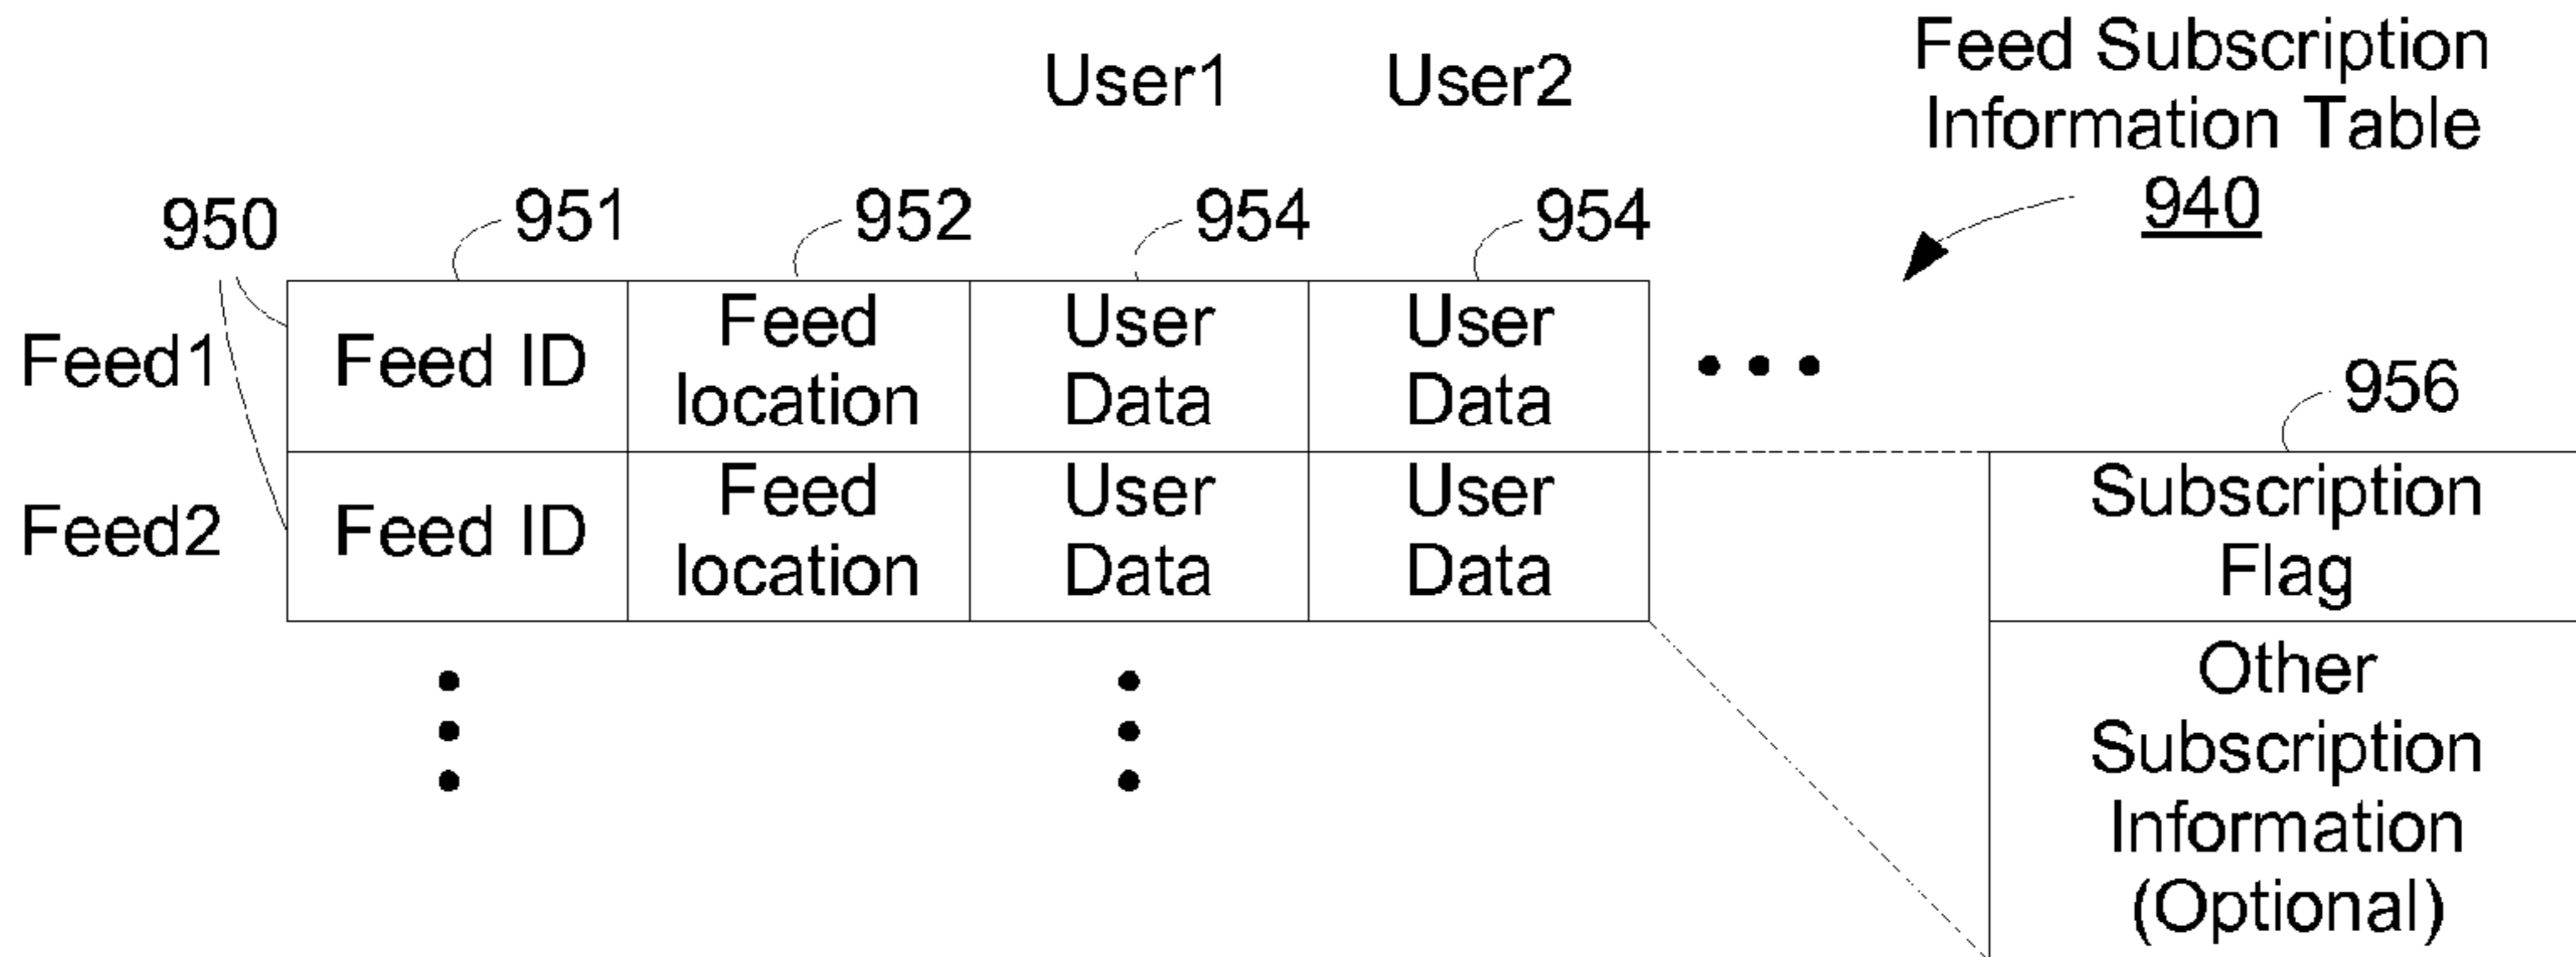 Feed Subscription
Information Table
940
User1 User2
950 951 952 954 954
Feed1 Feed ID Feed location User Data User Data
Feed2 Feed ID Feed location User Data User Data
956
Subscription
Flag
Other
Subscription
Information
(Optional)